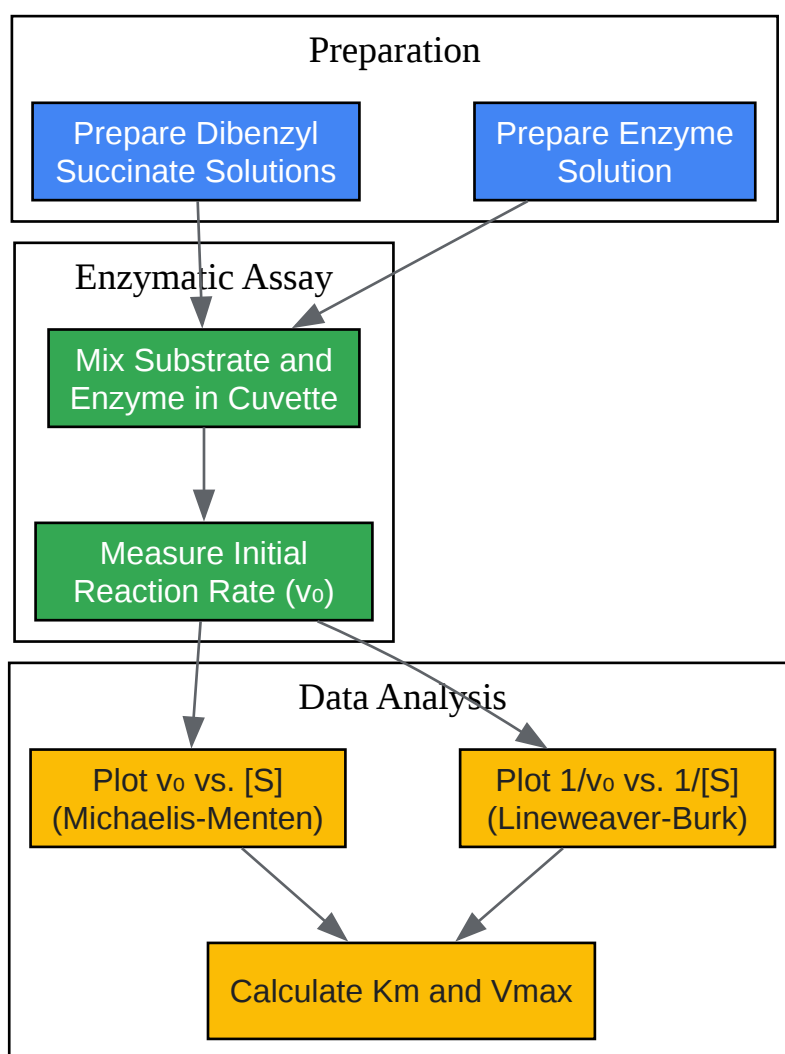 Preparation
Prepare Dibenzyl
Succinate Solutions
Prepare Enzyme
Solution
Enzymatic Assay
Mix Substrate and
Enzyme in Cuvette
Measure Initial
Reaction Rate (v₀)
Data Analysis
Plot v₀ vs. [S]
(Michaelis-Menten)
Plot 1/v₀ vs. 1/[S]
(Lineweaver-Burk)
Calculate Km and Vmax